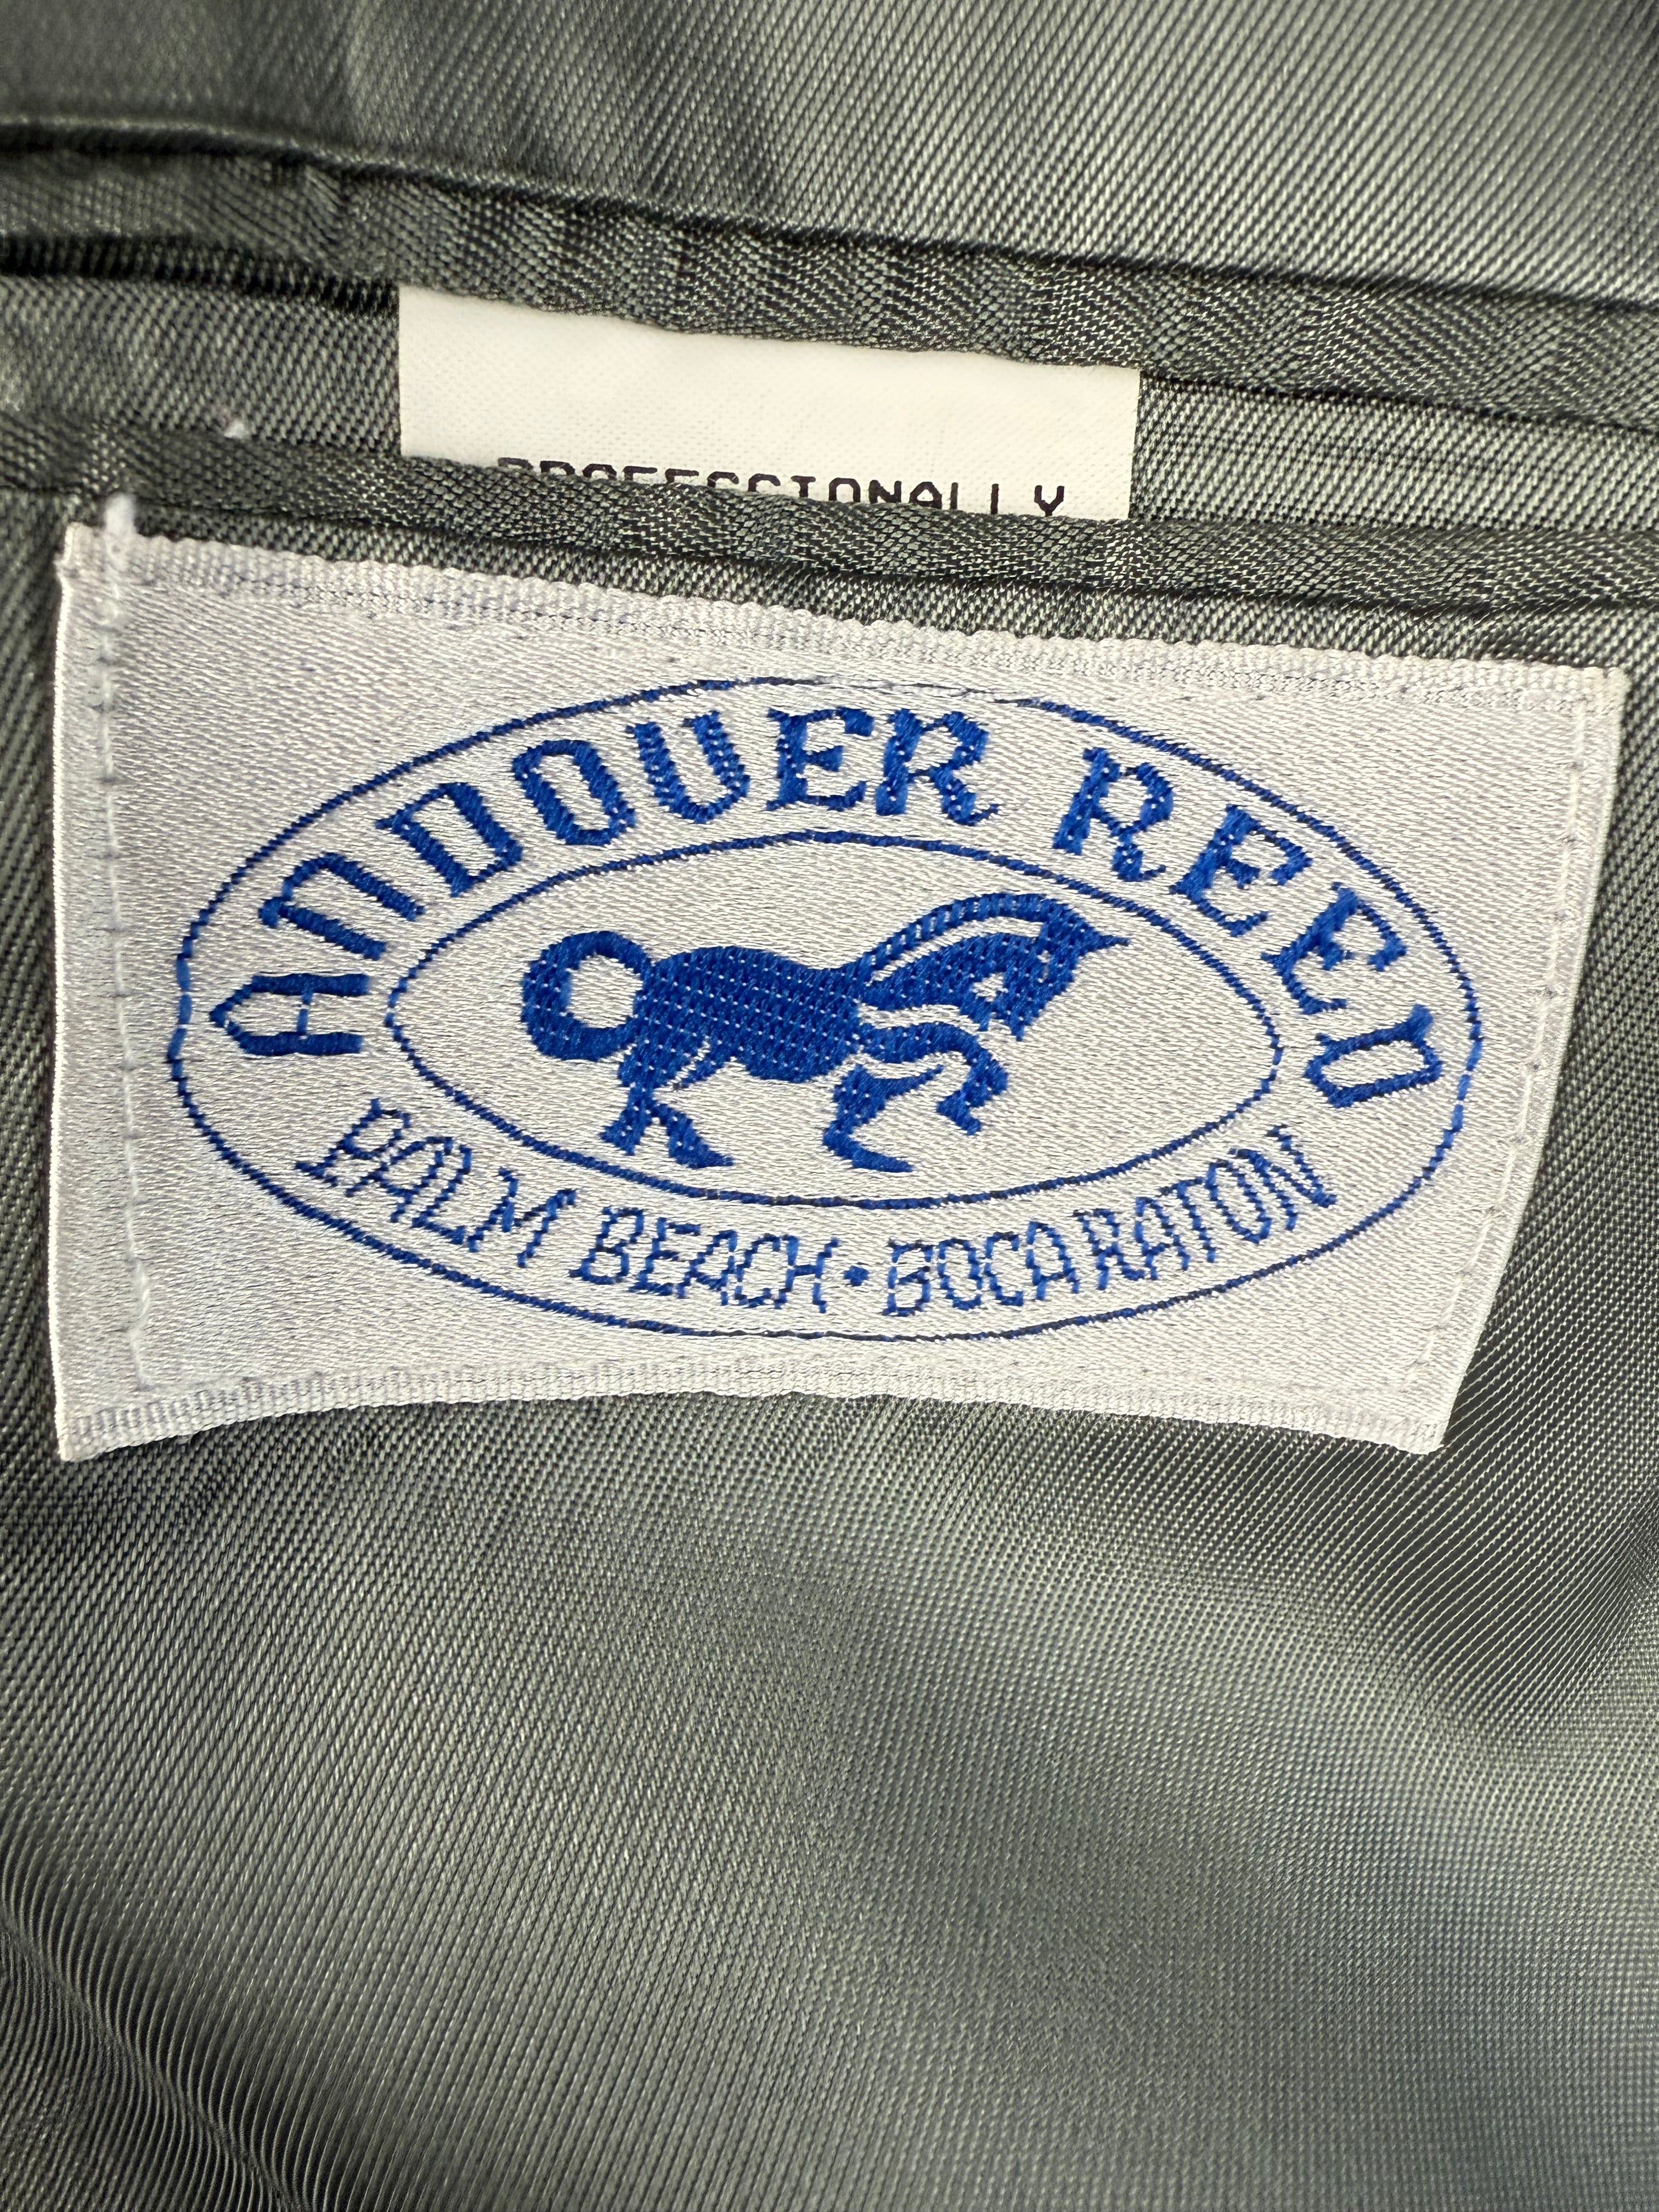 PROFESSIONALLY
ANDOVER REED
PALM BEACH • BOCA RATON